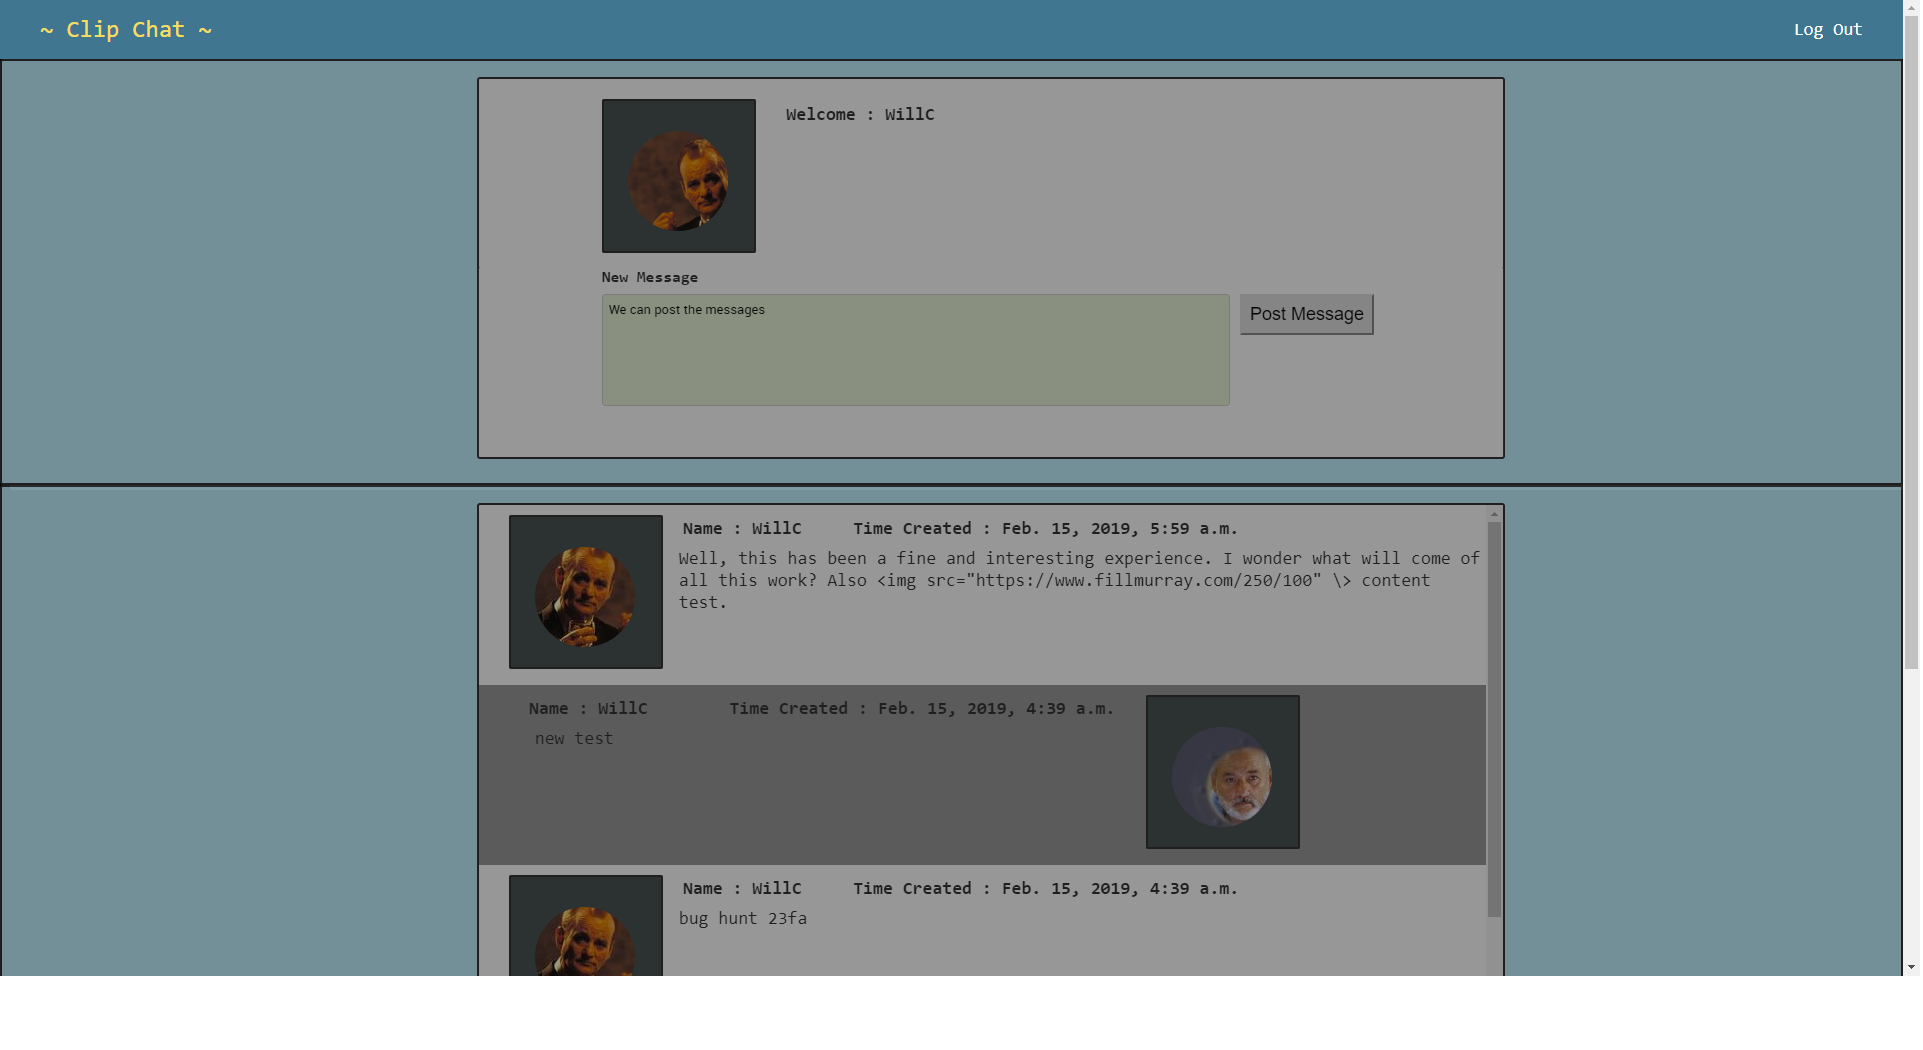 ~ Clip Chat ~
Log Out
Welcome : WillC
New Message
We can post the messages
Post Message
Name : WillC Time Created : Feb. 15, 2019, 5:59 a.m.
Well, this has been a fine and interesting experience. I wonder what will come of
all this work? Also <img src="https://www.fillmurray.com/250/100" \> content
test.
Name : WillC Time Created : Feb. 15, 2019, 4:39 a.m.
new test
Name : WillC Time Created : Feb. 15, 2019, 4:39 a.m.
bug hunt 23fa